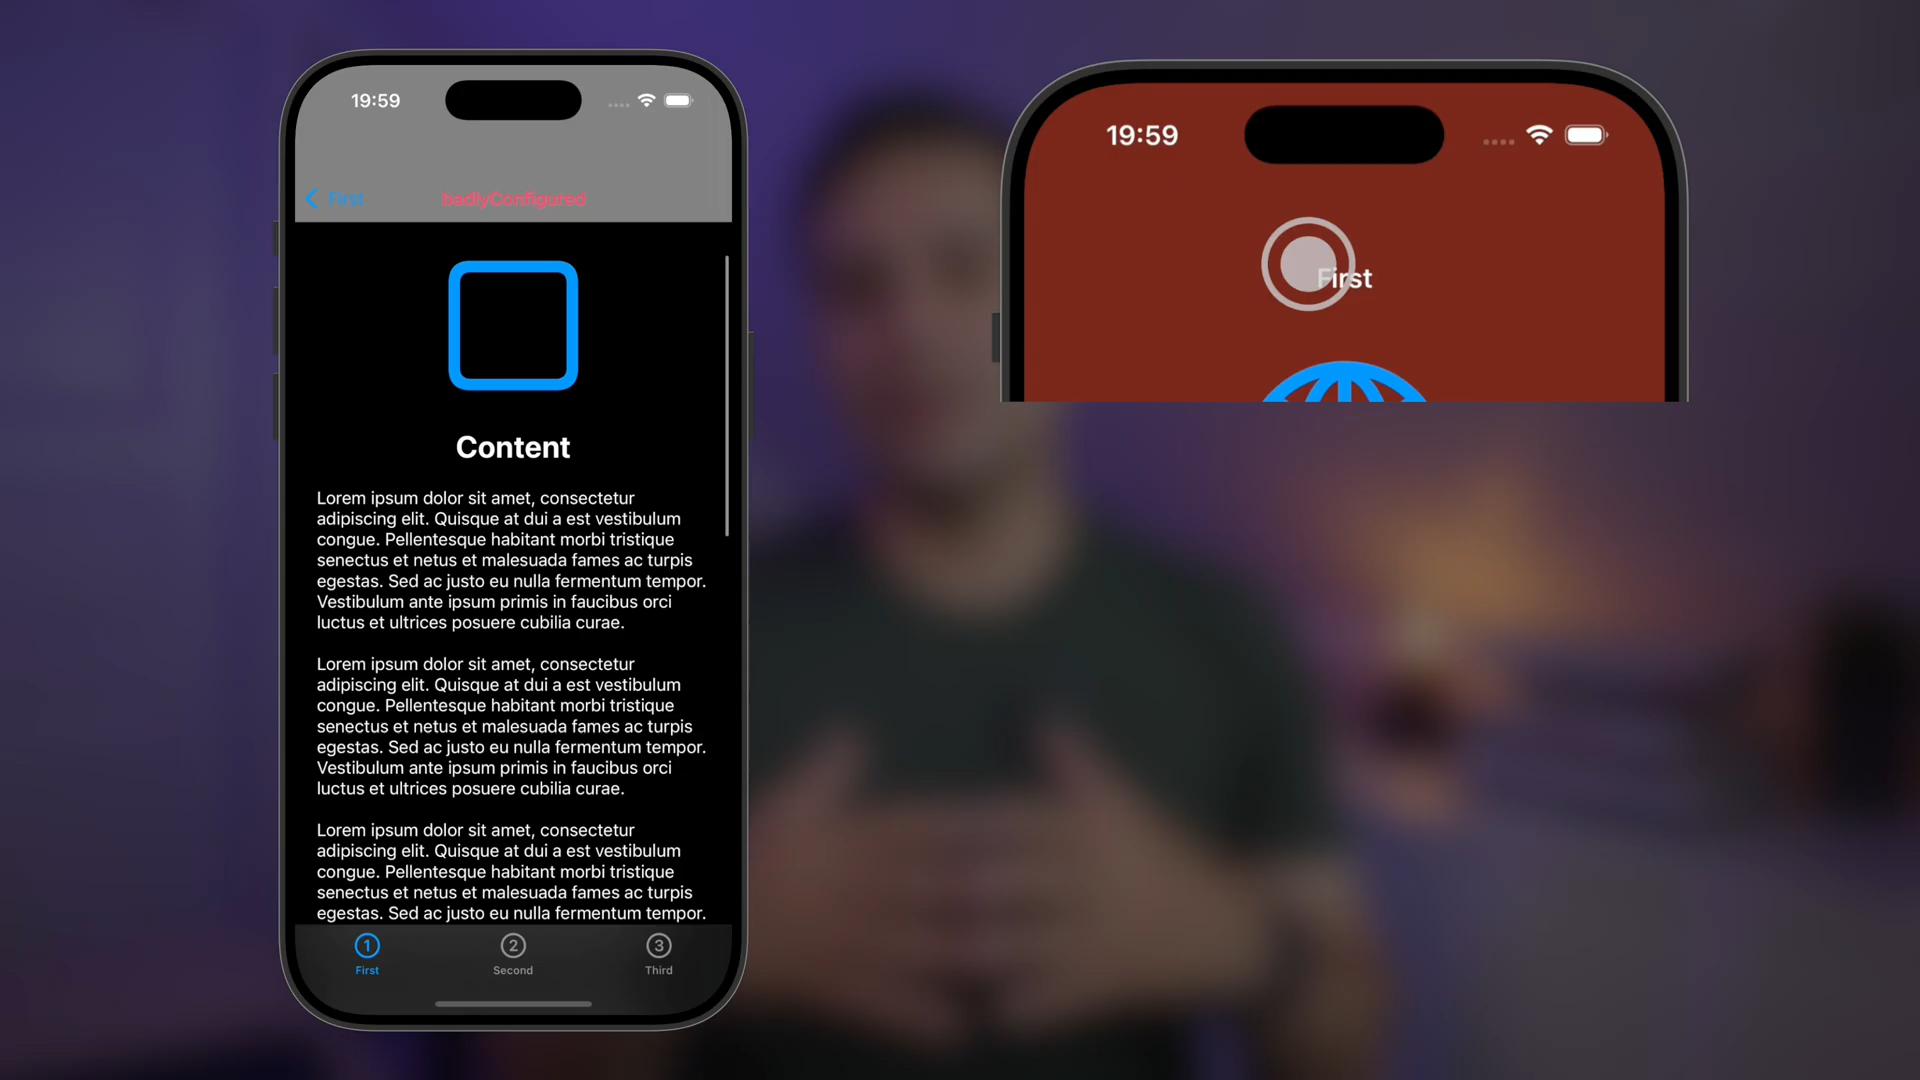 19:59
First
badlyConfigured
Content
Lorem ipsum dolor sit amet, consectetur
adipiscing elit. Quisque at dui a est vestibulum
congue. Pellentesque habitant morbi tristique
senectus et netus et malesuada fames ac turpis
egestas. Sed ac justo eu nulla fermentum tempor.
Vestibulum ante ipsum primis in faucibus orci
luctus et ultrices posuere cubilia curae.
Lorem ipsum dolor sit amet, consectetur
adipiscing elit. Quisque at dui a est vestibulum
congue. Pellentesque habitant morbi tristique
senectus et netus et malesuada fames ac turpis
egestas. Sed ac justo eu nulla fermentum tempor.
Vestibulum ante ipsum primis in faucibus orci
luctus et ultrices posuere cubilia curae.
Lorem ipsum dolor sit amet, consectetur
adipiscing elit. Quisque at dui a est vestibulum
congue. Pellentesque habitant morbi tristique
senectus et netus et malesuada fames ac turpis
egestas. Sed ac justo eu nulla fermentum tempor.
1 2 3
First Second Third
19:59
First